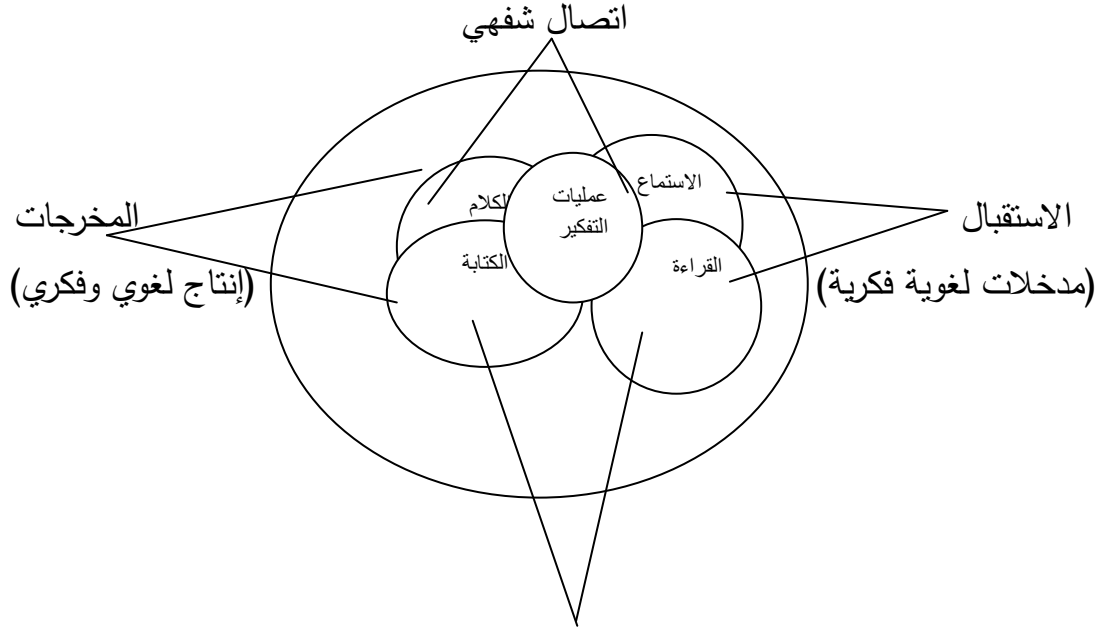 اتصال شفهي
الاستماع
الكلام
عمليات
التفكير
الاستقبال
(مدخلات لغوية فكرية)
المخرجات
(إنتاج لغوي وفكري)
القراءة
الكتابة